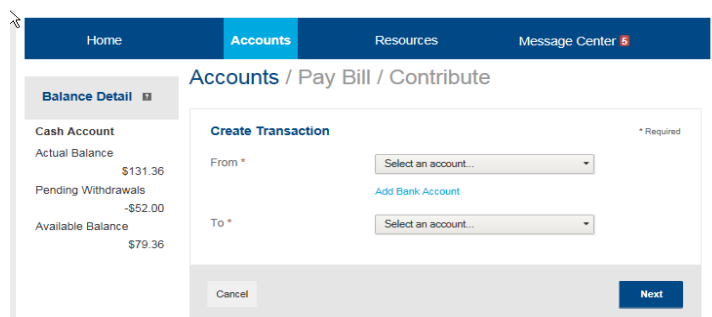 Home Accounts Resources Message Center 5
Accounts / Pay Bill / Contribute
Balance Detail ?
Cash Account
Actual Balance
$131.36
Pending Withdrawals
-$52.00
Available Balance
$79.36
Create Transaction * Required
From * Select an account...
Add Bank Account
To * Select an account...
Cancel Next